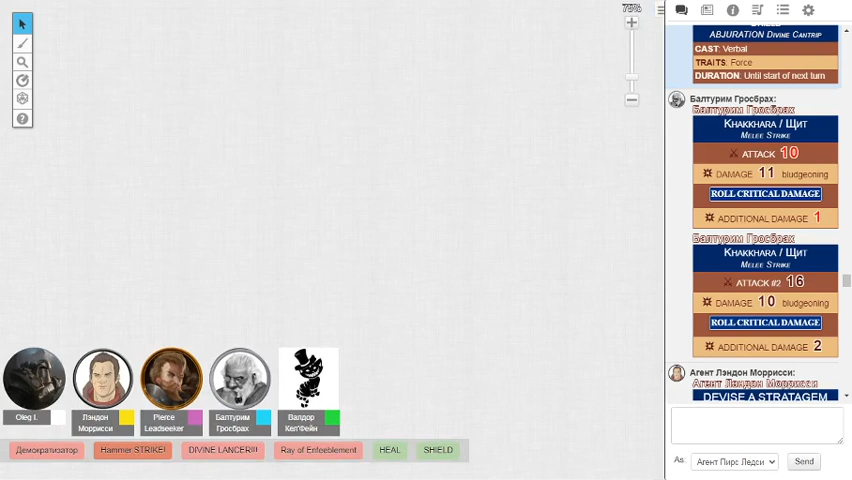 75%
SHIELD
ABJURATION DIVINE CANTRIP
CAST: Verbal
TRAITS: Force
DURATION: Until start of next turn
Балтурим Гросбрах:
Балтурим Гросбрах
KHAKKHARA / ЩИТ
MELEE STRIKE
ATTACK 10
DAMAGE 11 bludgeoning
ROLL CRITICAL DAMAGE
ADDITIONAL DAMAGE 1
Балтурим Гросбрах
KHAKKHARA / ЩИТ
MELEE STRIKE
ATTACK #2 16
DAMAGE 10 bludgeoning
ROLL CRITICAL DAMAGE
ADDITIONAL DAMAGE 2
Агент Лэндон Моррисси:
Агент Лэндон Моррисси
DEVISE A STRATAGEM
As: Агент Пирс Лидси Send
Oleg I.
Лэндон
Моррисси
Pierce
Leadseeker
Балтурим
Гросбрах
Валдор
Кел'Фейн
Демократизатор Hammer STRIKE! DIVINE LANCER!!! Ray of Enfeeblement HEAL SHIELD